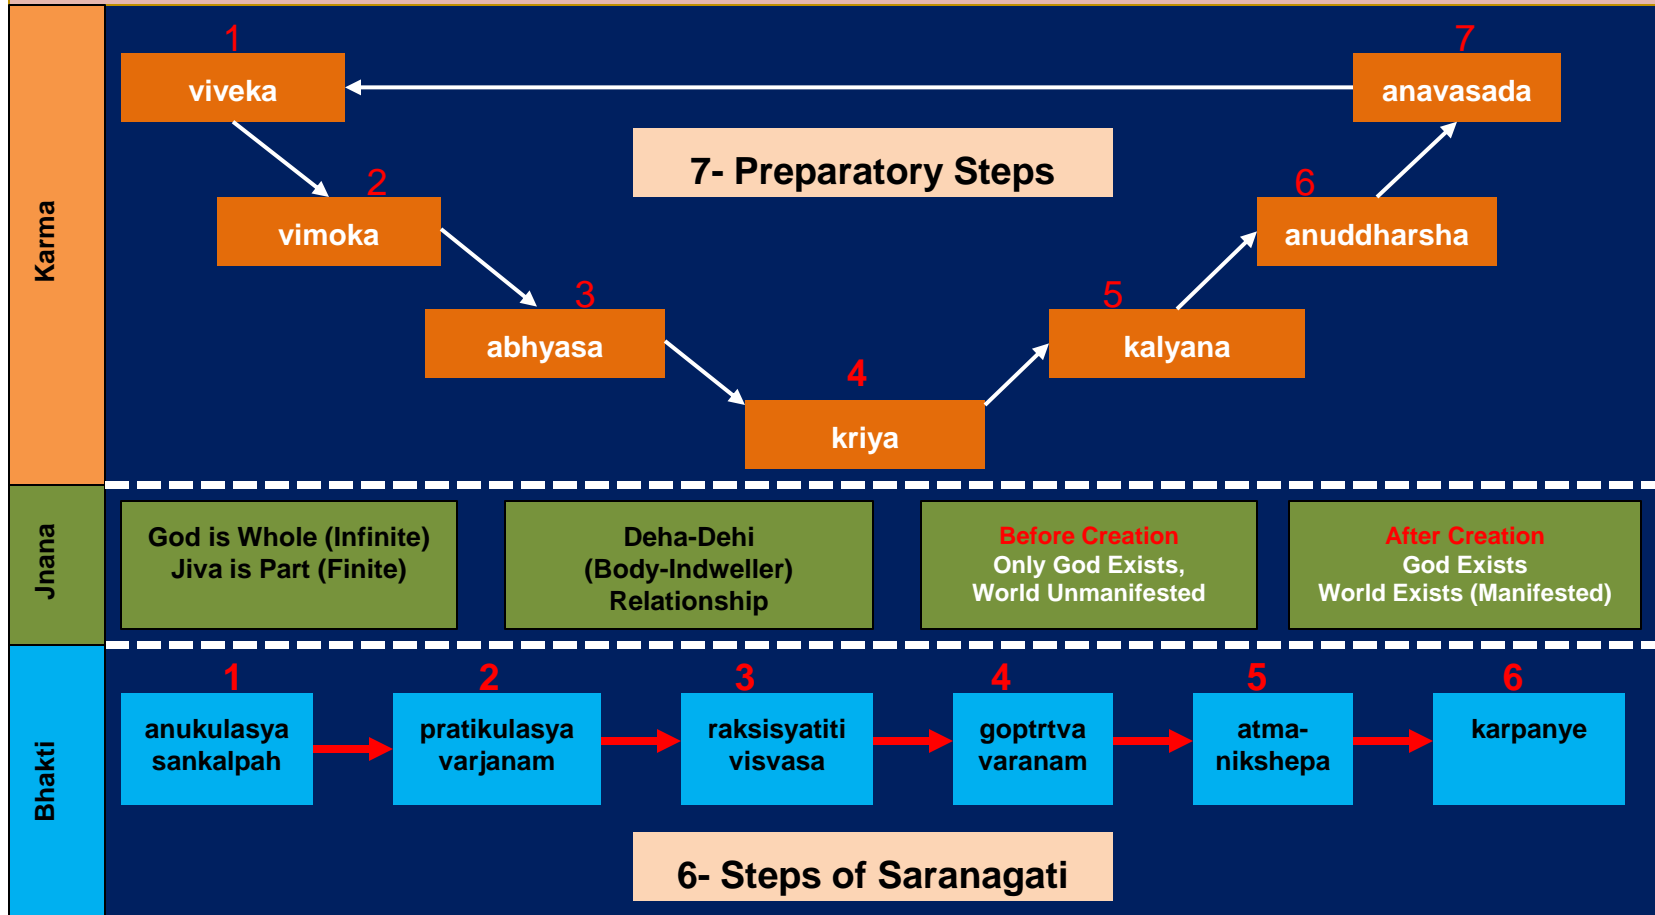 Karma
1
viveka
7
anavasada
7- Preparatory Steps
2
vimoka
6
anuddharsha
3
abhyasa
5
kalyana
4
kriya
Jnana
God is Whole (Infinite)
Jiva is Part (Finite)
Deha-Dehi
(Body-Indweller)
Relationship
Before Creation
Only God Exists,
World Unmanifested
After Creation
God Exists
World Exists (Manifested)
Bhakti
1
anukulasya
sankalpah
2
pratikulasya
varjanam
3
raksisyatiti
visvasa
4
goptrtva
varanam
5
atma-
nikshepa
6
karpanye
6- Steps of Saranagati